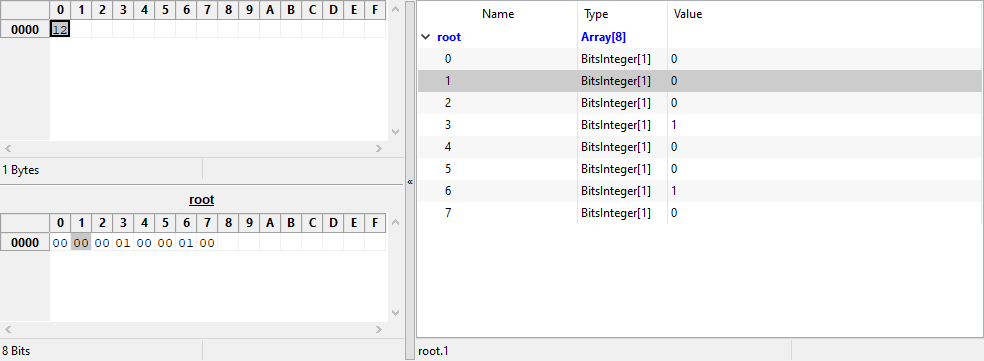 0 1 2 3 4 5 6 7 8 9 A B C D E F
0000 12
1 Bytes
root
0 1 2 3 4 5 6 7 8 9 A B C D E F
0000 00 00 00 01 00 00 01 00
8 Bits
«
Name Type Value
root Array[8]
0 BitsInteger[1] 0
1 BitsInteger[1] 0
2 BitsInteger[1] 0
3 BitsInteger[1] 1
4 BitsInteger[1] 0
5 BitsInteger[1] 0
6 BitsInteger[1] 1
7 BitsInteger[1] 0
root.1